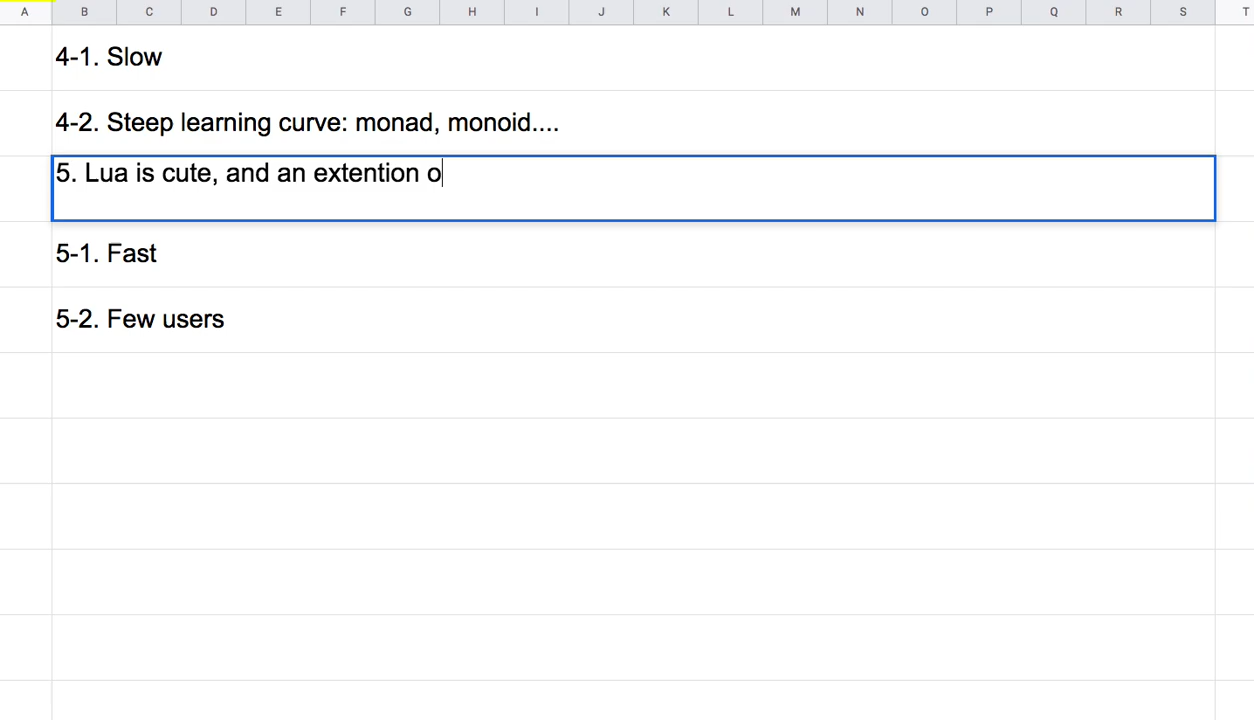 A B C D E F G H I J K L M N O P Q R S T
4-1. Slow
4-2. Steep learning curve: monad, monoid....
5. Lua is cute, and an extention o
5-1. Fast
5-2. Few users